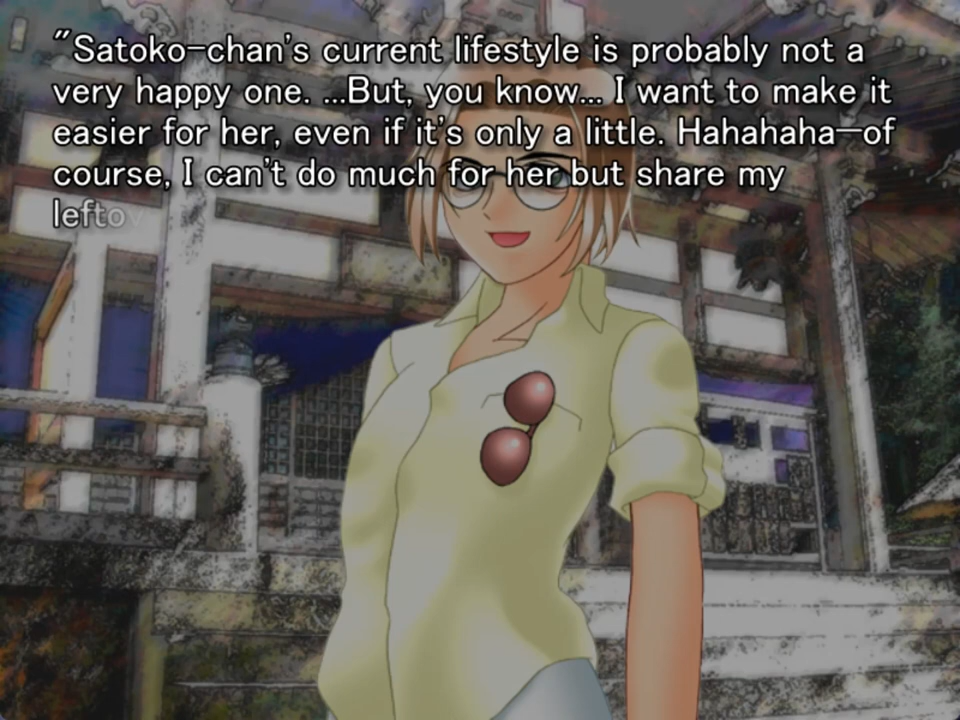 "Satoko–chan's current lifestyle is probably not a
very happy one. ...But, you know... I want to make it
easier for her, even if it's only a little. Hahahaha—of
course, I can't do much for her but share my
leftov